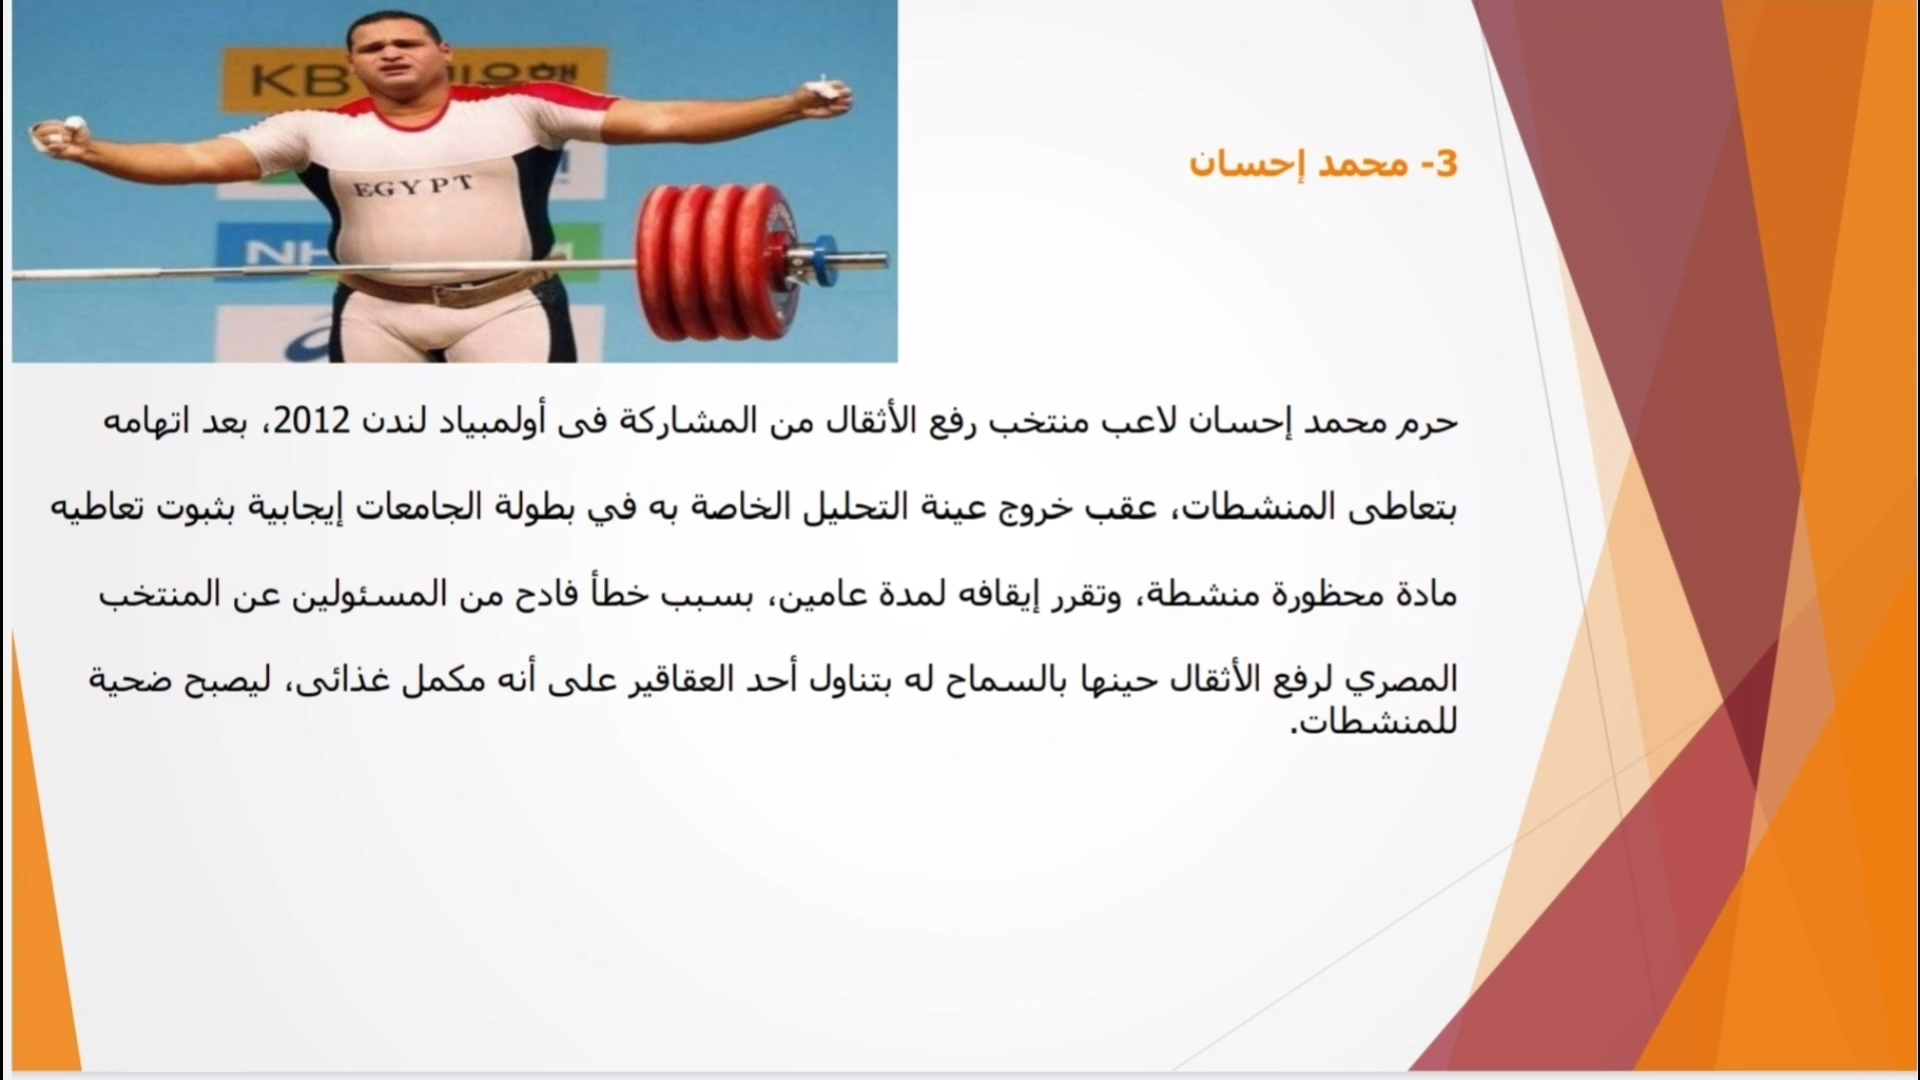 KB
은행
EGYPT
NH
3- محمد إحسان
حرم محمد إحسان لاعب منتخب رفع الأثقال من المشاركة فى أولمبياد لندن 2012، بعد اتهامه
بتعاطى المنشطات، عقب خروج عينة التحليل الخاصة به في بطولة الجامعات إيجابية بثبوت تعاطيه
مادة محظورة منشطة، وتقرر إيقافه لمدة عامين، بسبب خطأ فادح من المسئولين عن المنتخب
المصري لرفع الأثقال حينها بالسماح له بتناول أحد العقاقير على أنه مكمل غذائى، ليصبح ضحية
للمنشطات.